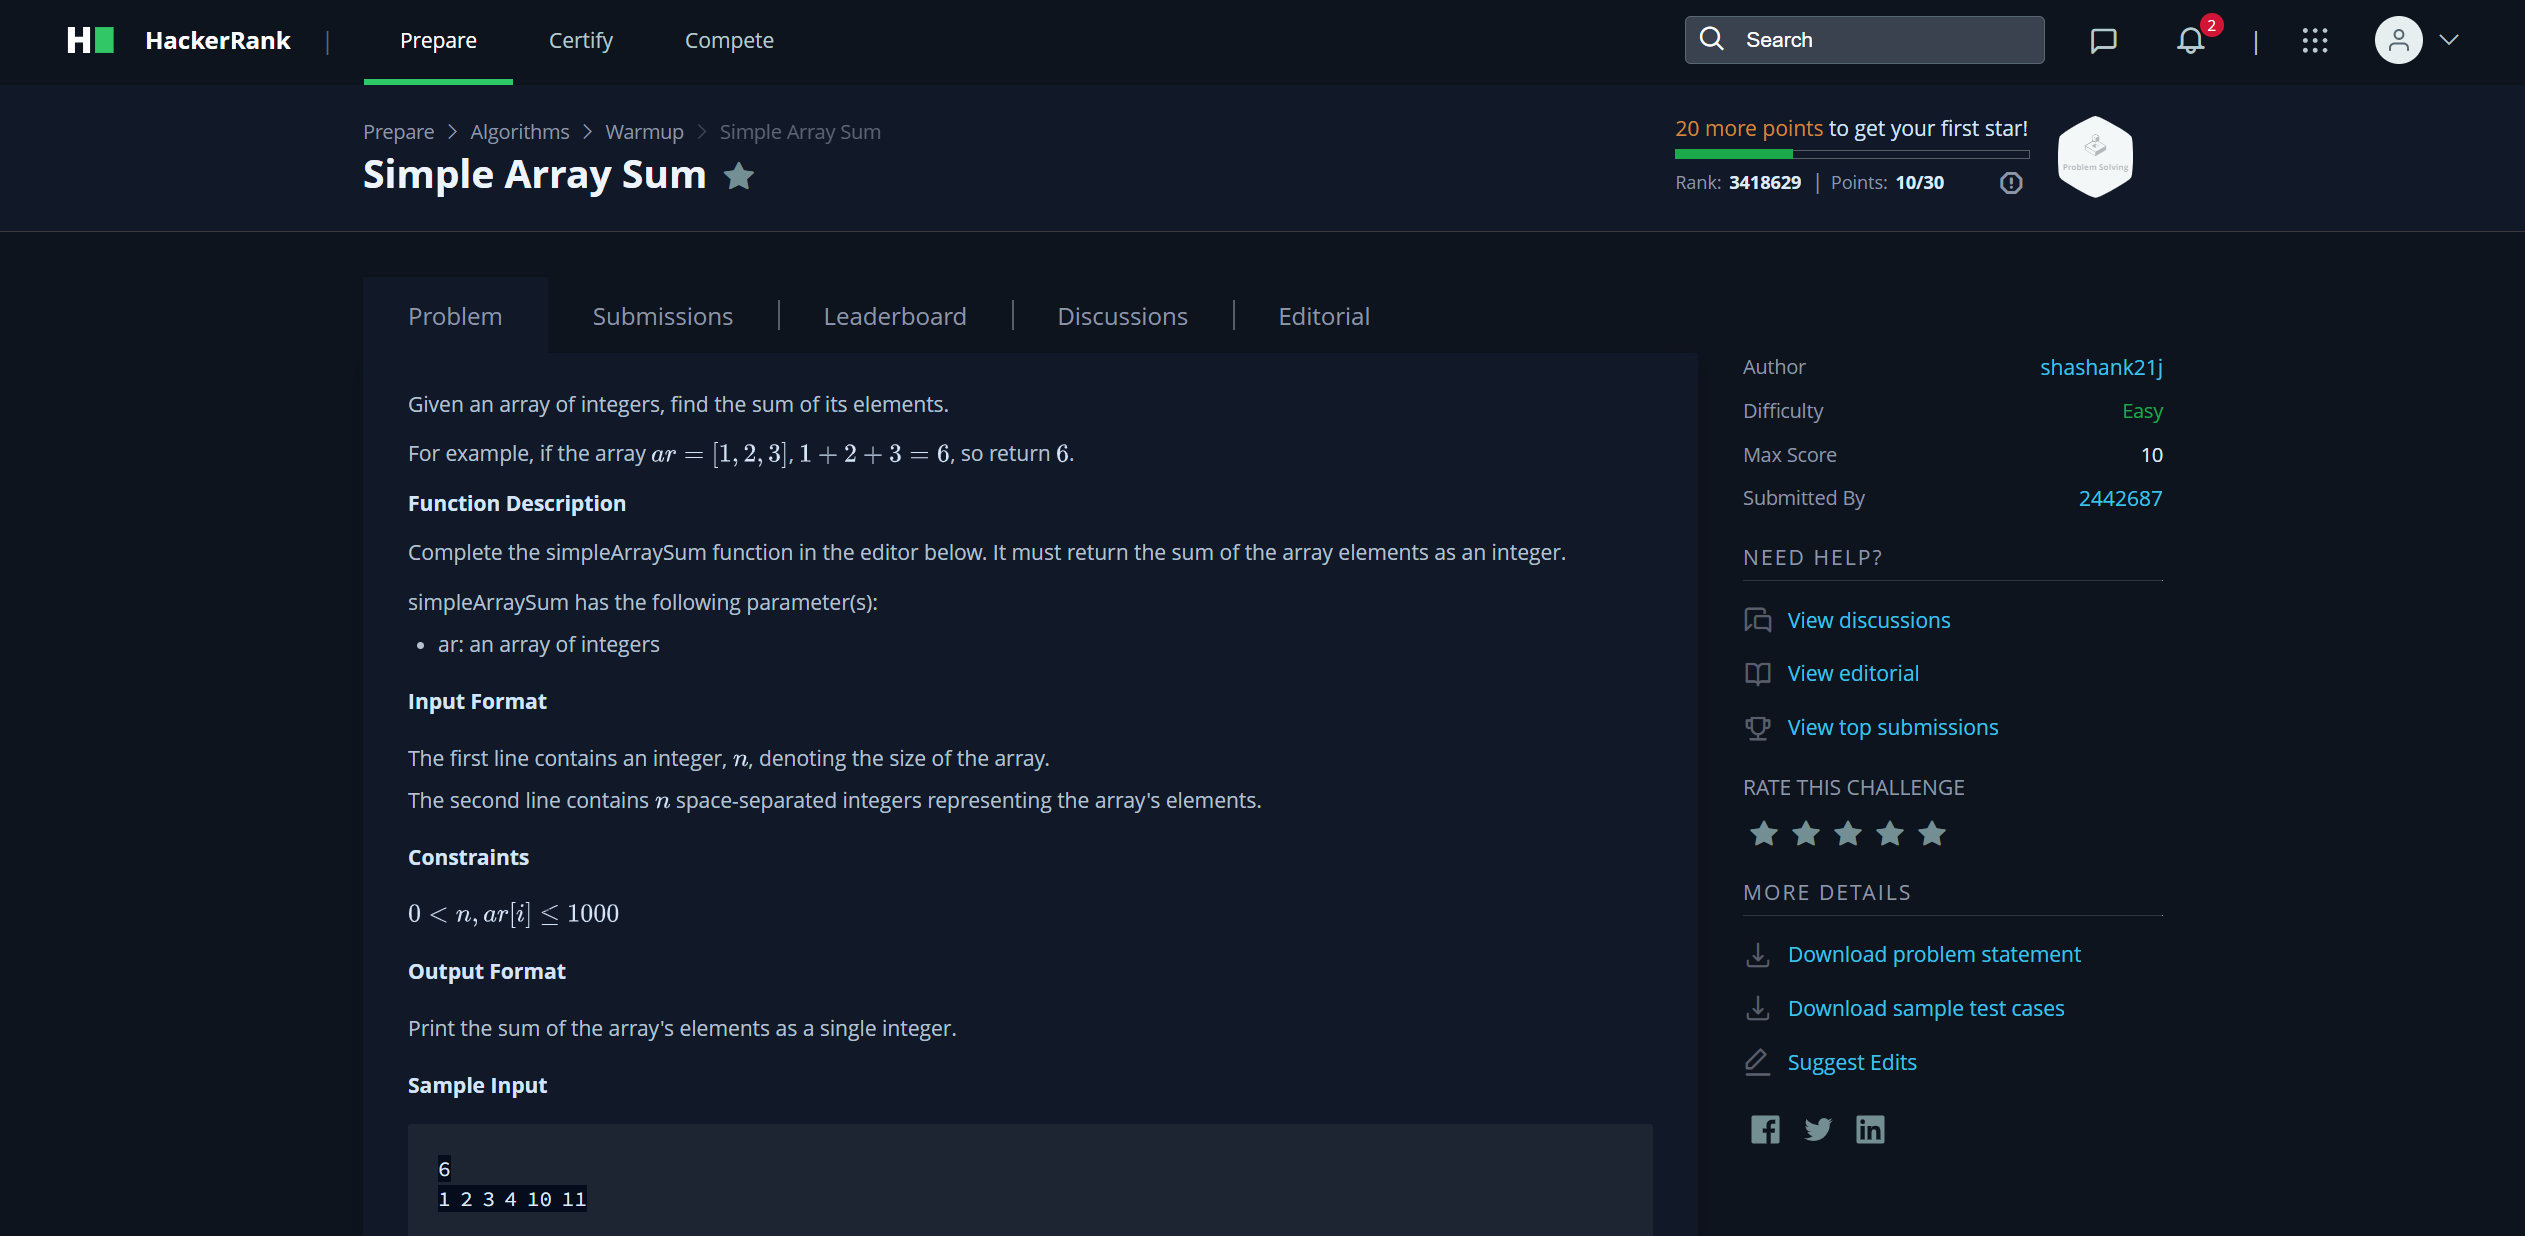 HackerRank | Prepare Certify Compete Search 2 |
Prepare > Algorithms > Warmup > Simple Array Sum
Simple Array Sum
20 more points to get your first star!
Rank: 3418629 | Points: 10/30
Problem Solving
Problem Submissions | Leaderboard | Discussions | Editorial
Given an array of integers, find the sum of its elements.
For example, if the array ar = [1, 2, 3], 1 + 2 + 3 = 6, so return 6.
Function Description
Complete the simpleArraySum function in the editor below. It must return the sum of the array elements as an integer.
simpleArraySum has the following parameter(s):
• ar: an array of integers
Input Format
The first line contains an integer, n, denoting the size of the array.
The second line contains n space-separated integers representing the array's elements.
Constraints
0 < n, ar[i] ≤ 1000
Output Format
Print the sum of the array's elements as a single integer.
Sample Input
6
1 2 3 4 10 11
Author shashank21j
Difficulty Easy
Max Score 10
Submitted By 2442687
NEED HELP?
View discussions
View editorial
View top submissions
RATE THIS CHALLENGE
MORE DETAILS
Download problem statement
Download sample test cases
Suggest Edits